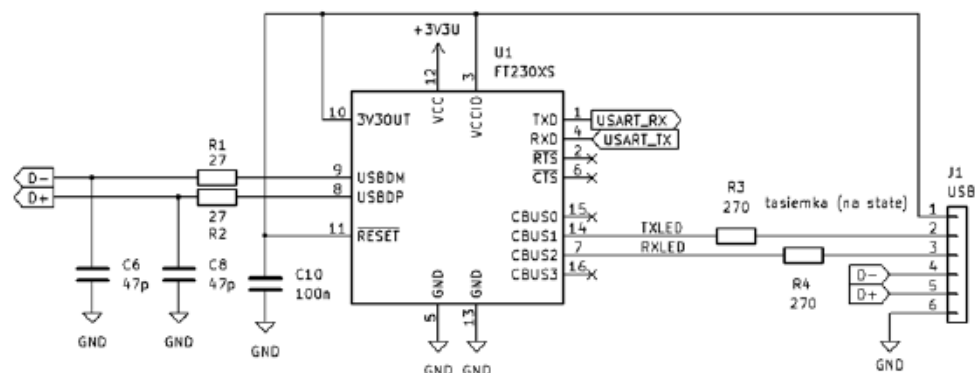 +3V3U
U1
FT230XS
12
3
VCC
VCCIO
10
3V3OUT
TXD
1
USART_RX
RXD
4
USART_TX
RTS
2
CTS
6
R1
27
D-
9
USBDM
D+
8
USBDP
27
R2
11
RESET
CBUS0
15
CBUS1
14
TXLED
CBUS2
7
RXLED
CBUS3
16
R3
270
tasiemka (na stałe)
J1
USB
1
2
3
4
5
6
D-
D+
R4
270
C6
47p
C8
47p
C10
100n
GND
GND
5
13
GND
GND
GND
GND
GND
GND